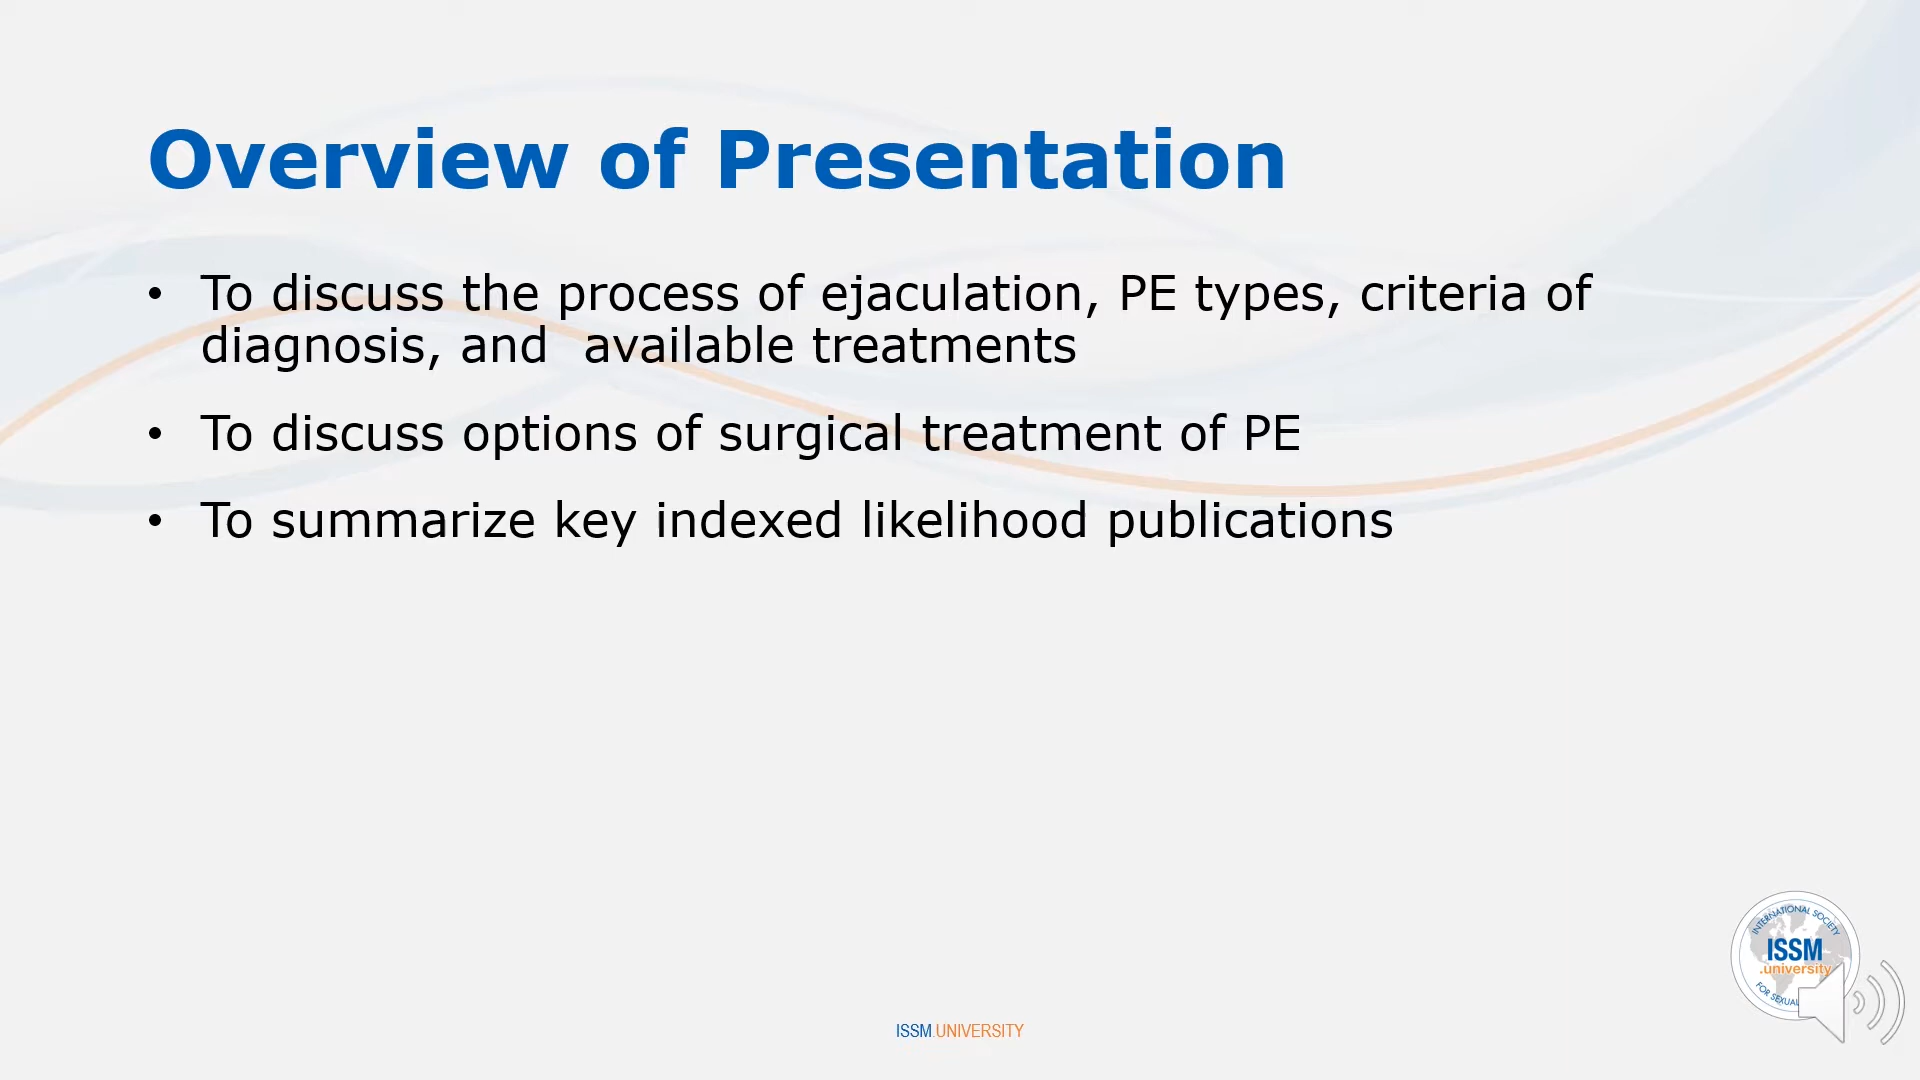 Overview of Presentation
• To discuss the process of ejaculation, PE types, criteria of
diagnosis, and  available treatments
• To discuss options of surgical treatment of PE
• To summarize key indexed likelihood publications
INTERNATIONAL SOCIETY
ISSM
.university
FOR SEXUAL
ISSM.UNIVERSITY